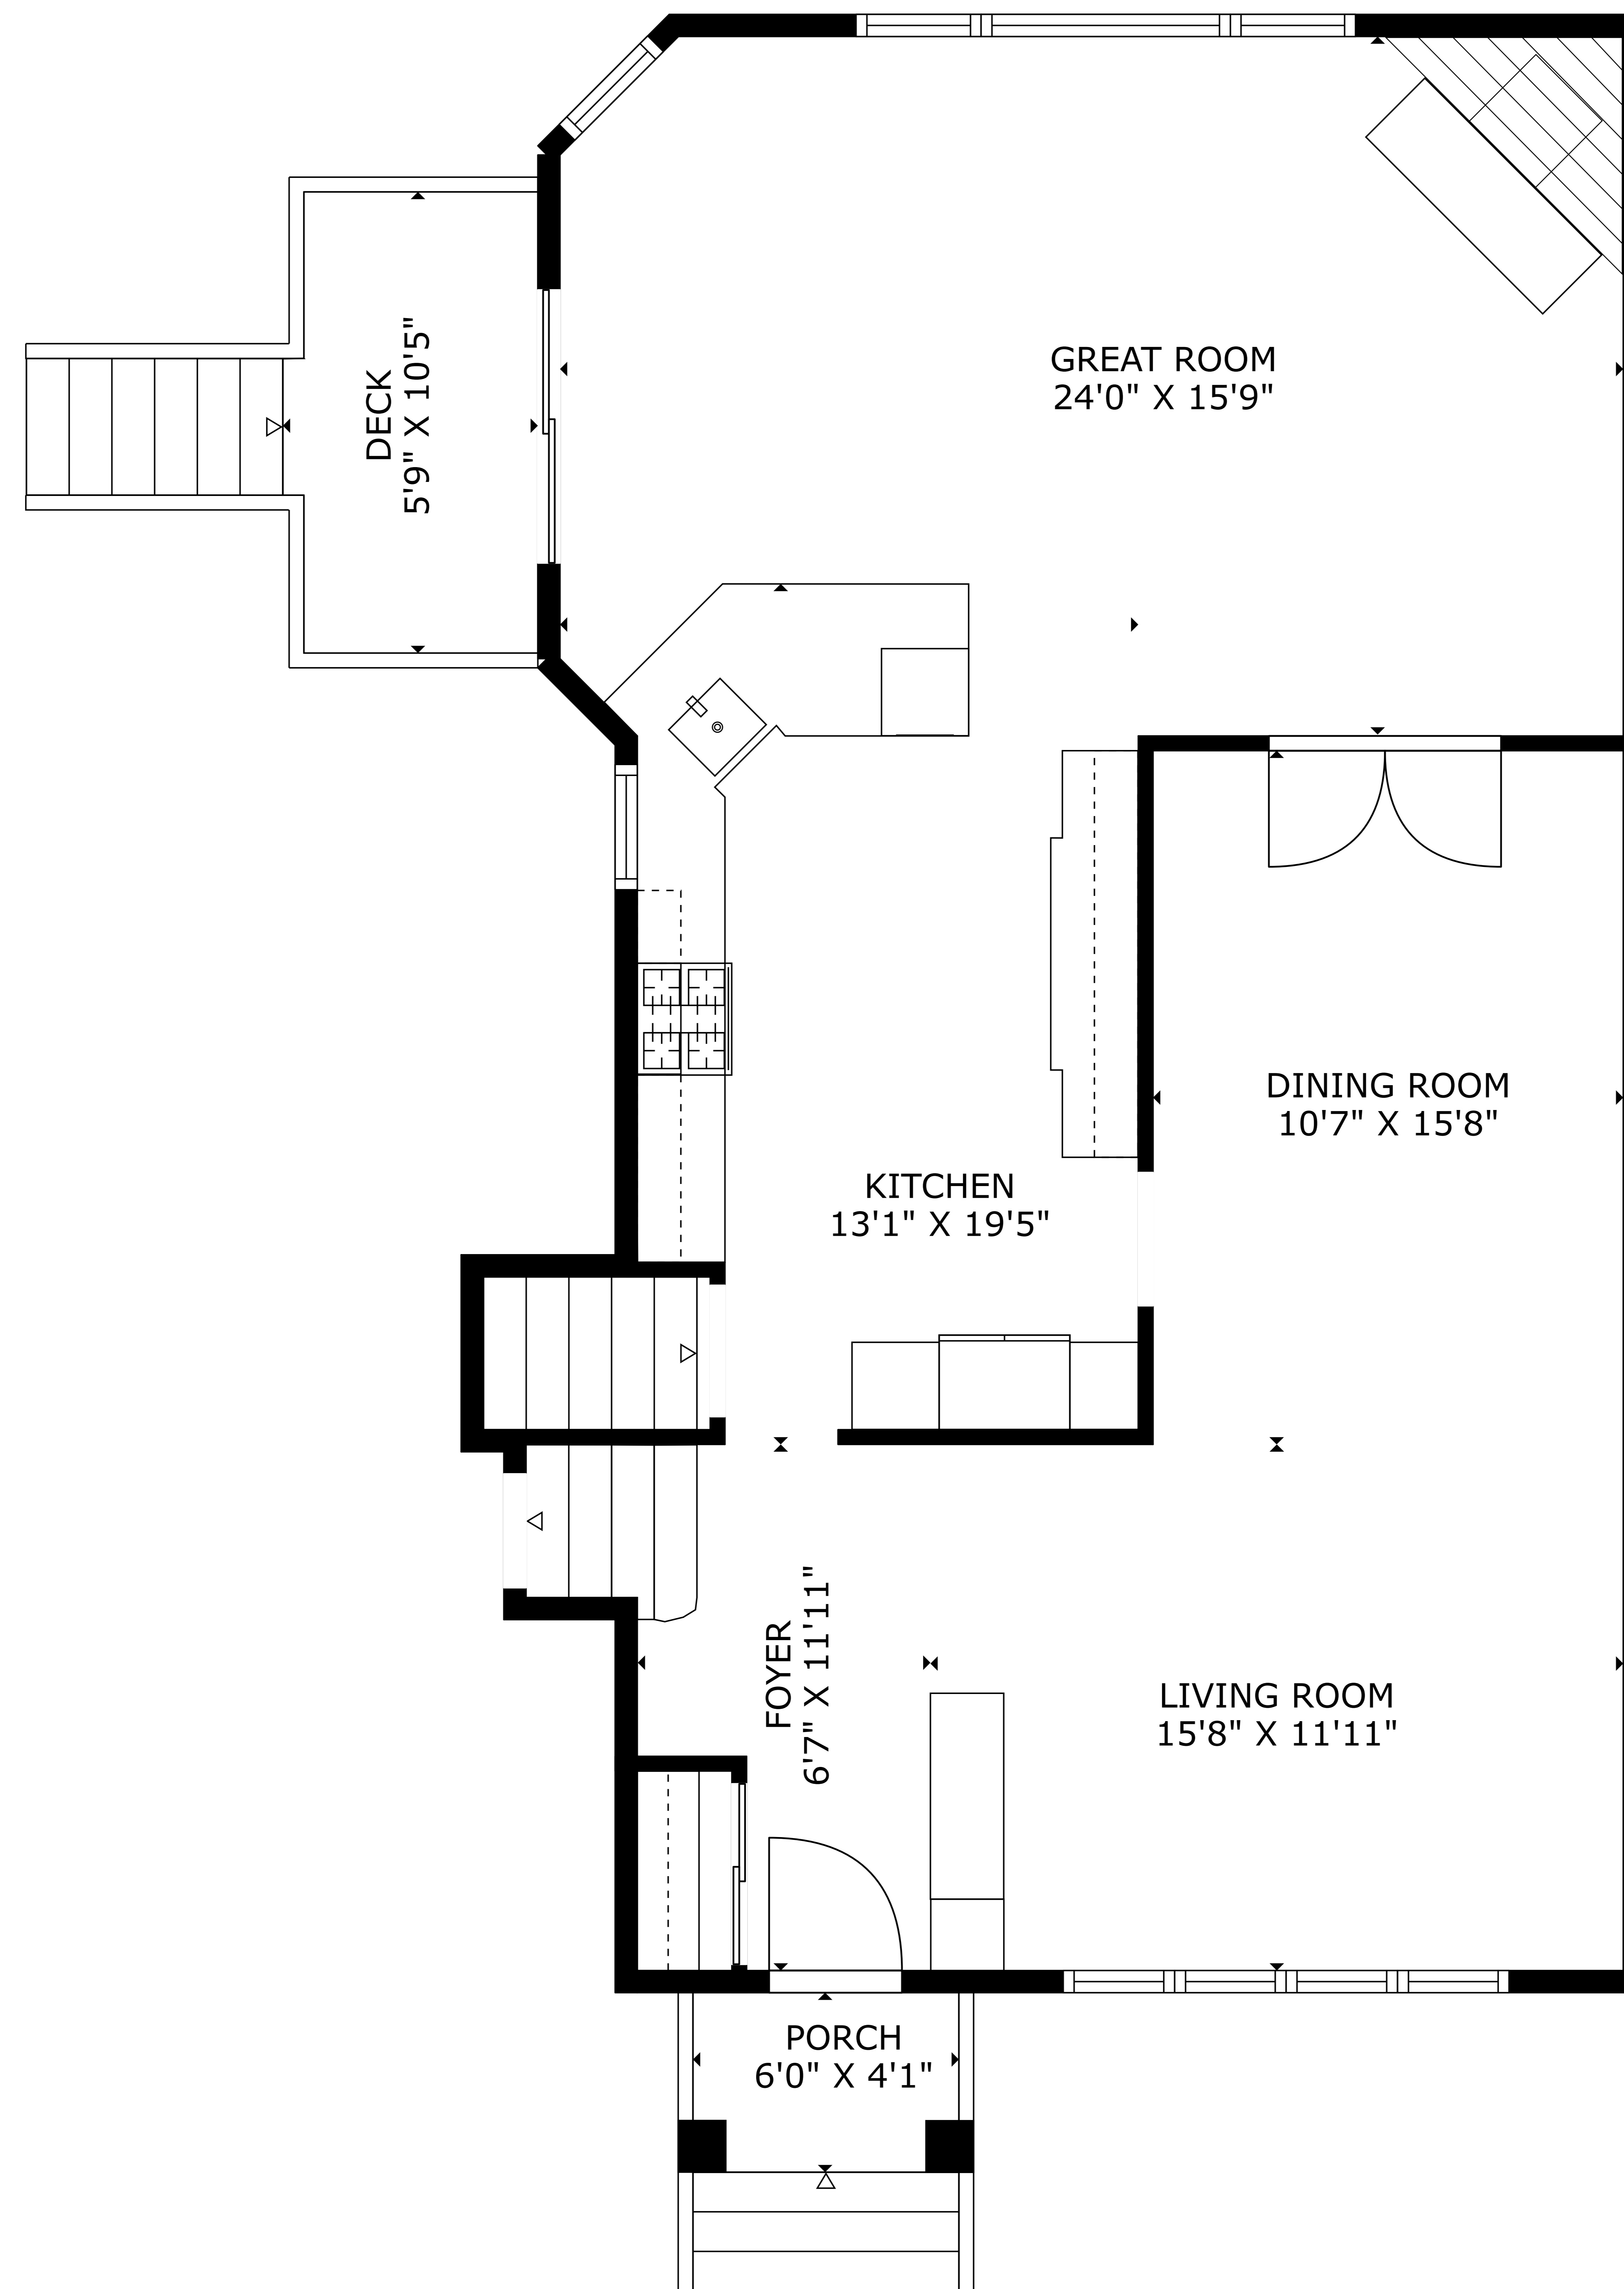 GREAT ROOM
24'0" X 15'9"
DECK
5'9" X 10'5"
DINING ROOM
10'7" X 15'8"
KITCHEN
13'1" X 19'5"
FOYER
6'7" X 11'11"
LIVING ROOM
15'8" X 11'11"
PORCH
6'0" X 4'1"